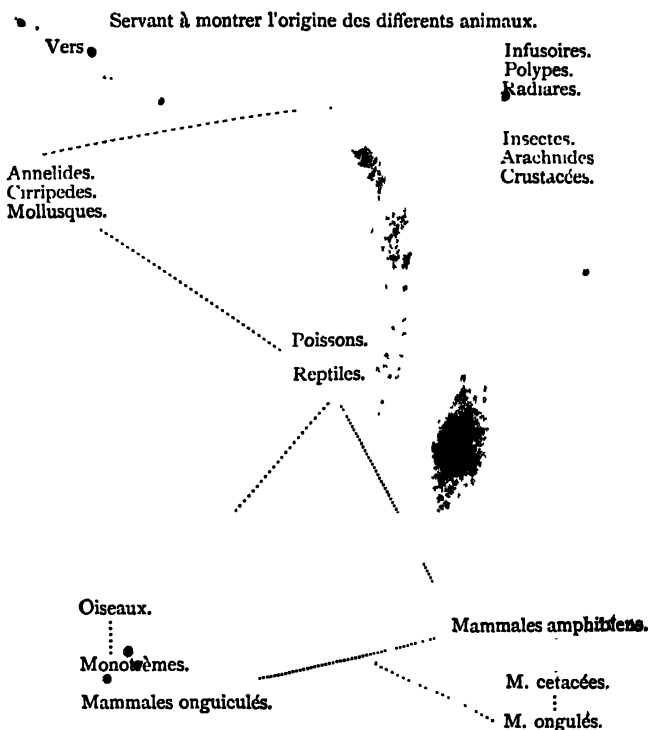 Servant à montrer l'origine des differents animaux.
Vers
Infusoires.
Polypes.
Radiares.
Insectes.
Arachnides
Crustacées.
Annelides.
Cirripedes.
Mollusques.
Poissons.
Reptiles.
Oiseaux.
Monotrèmes.
Mammales onguiculés.
Mammales amphibiens.
M. cetacées.
M. ongulés.